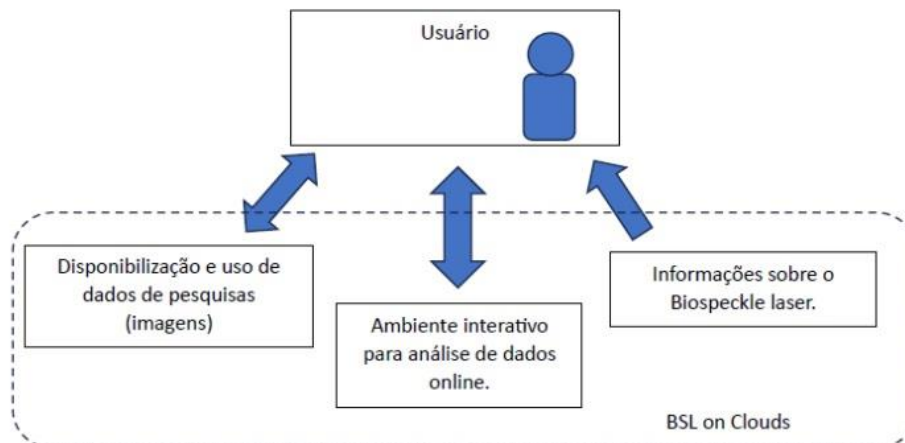 Usuário
Disponibilização e uso de
dados de pesquisas
(imagens)
Ambiente interativo
para análise de dados
online.
Informações sobre o
Biospeckle laser.
BSL on Clouds